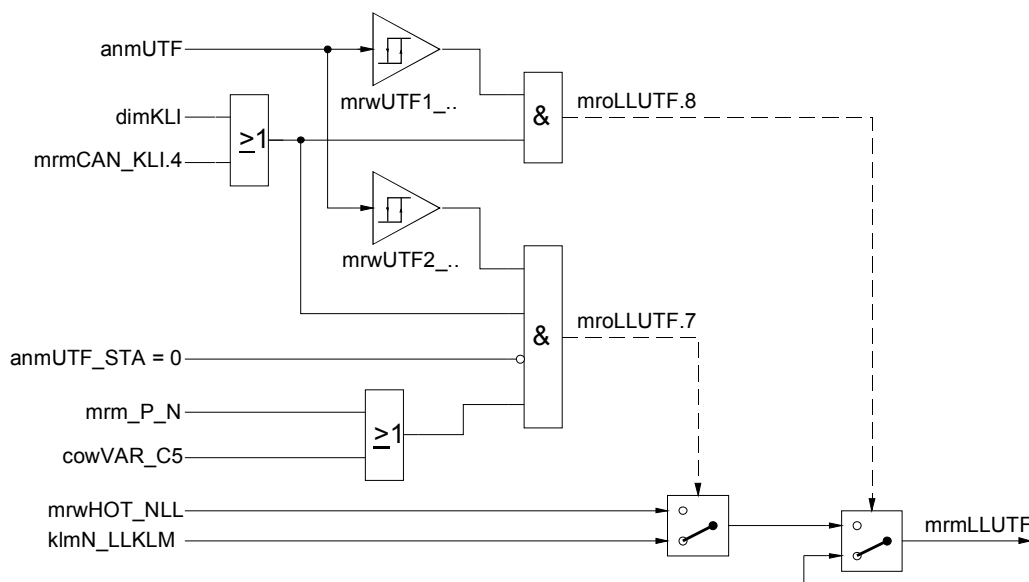 anmUTF
mrwUTF1_..
dimKLI
mrmCAN_KLI.4
≥1
&
mroLLUTF.8
mrwUTF2_..
anmUTF_STA = 0
&
mroLLUTF.7
mrm_P_N
cowVAR_C5
≥1
mrwHOT_NLL
klmN_LLKLM
mrmLLUTF